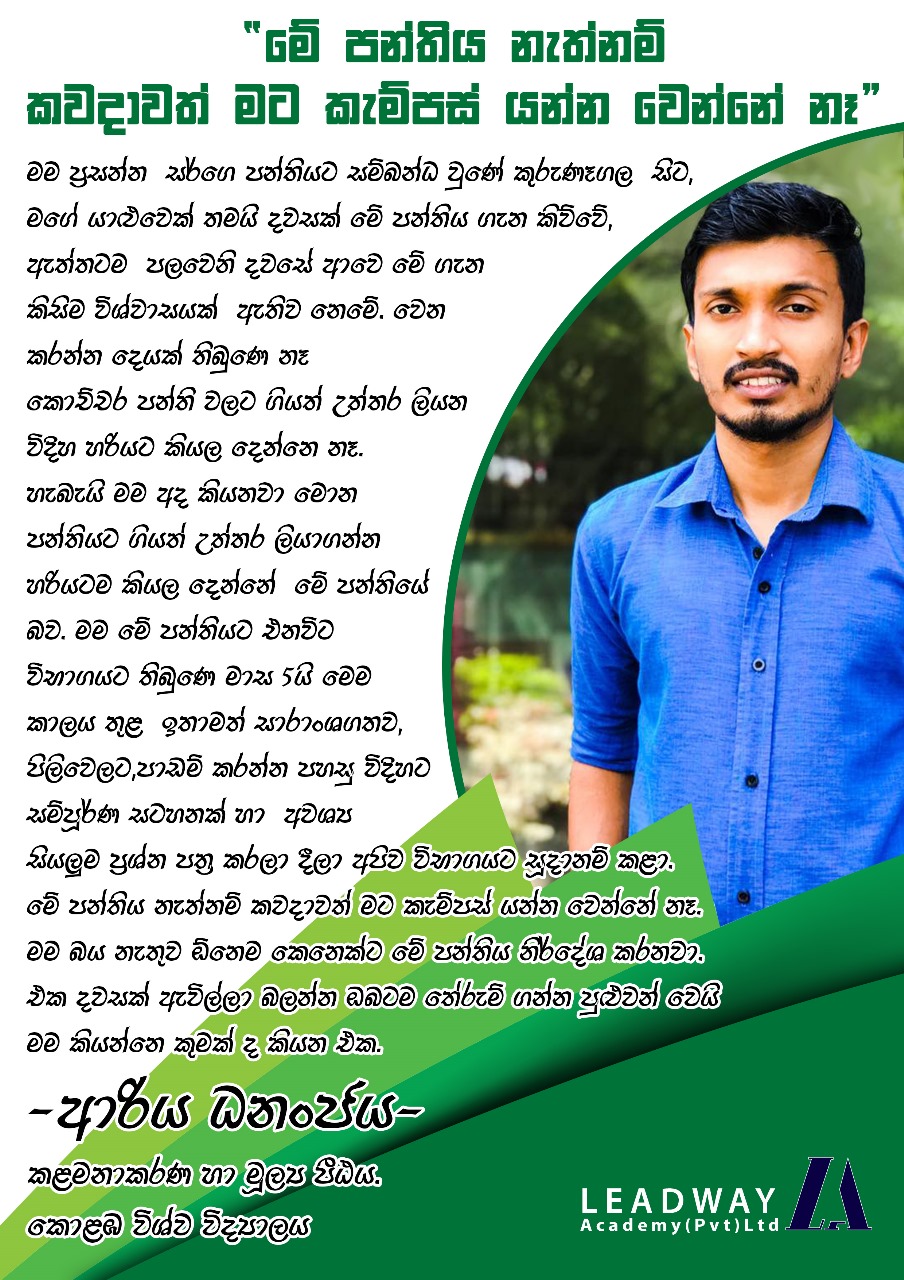 “මේ පන්තිය නැත්නම්
කවදාවත් මට කැම්පස් යන්න වෙන්නේ නෑ”
මම ප්‍රසන්න සර්ගෙ පන්තියට සම්බන්ධ වුණේ කුරුණෑගල සිට,
මගේ යාළුවෙක් තමයි දවසක් මේ පන්තිය ගැන කිව්වේ,
ඇත්තටම පලවෙනි දවසේ ආවෙ මේ ගැන
කිසිම විශ්වාසයක් ඇතිව නෙමේ. වෙන
කරන්න දෙයක් තිබුණෙ නෑ
කොච්චර පන්ති වලට ගියත් උත්තර ලියන
විදිහ හරියට කියල දෙන්නෙ නෑ.
හැබැයි මම අද කියනවා මොන
පන්තියට ගියත් උත්තර ලියාගන්න
හරියටම කියල දෙන්නේ මේ පන්තියේ
බව. මම මේ පන්තියට එනවිට
විභාගයට තිබුණෙ මාස 5යි මෙම
කාලය තුළ ඉතාමත් සාරාංශගතව,
පිලිවෙලට,පාඩම් කරන්න පහසු විදිහට
සම්පූර්ණ සටහනක් හා අවශ්‍ය
සියලුම ප්‍රශ්න පත්‍ර කරලා දීලා අපිව විභාගයට සූදානම් කළා.
මේ පන්තිය නැත්නම් කවදාවත් මට කැම්පස් යන්න වෙන්නේ නෑ.
මම බය නැතුව ඕනෙම කෙනෙක්ට මේ පන්තිය නිර්දේශ කරනවා.
එක දවසක් ඇවිල්ලා බලන්න ඔබටම තේරුම් ගන්න පුළුවන් වෙයි
මම කියන්නෙ කුමක් ද කියන එක.
-ආරිය ධනංජය-
කළමනාකරණ හා මූල්‍ය පීඨය.
කොළඹ විශ්ව විද්‍යාලය
LEADWAY
Academy(Pvt)Ltd
LA